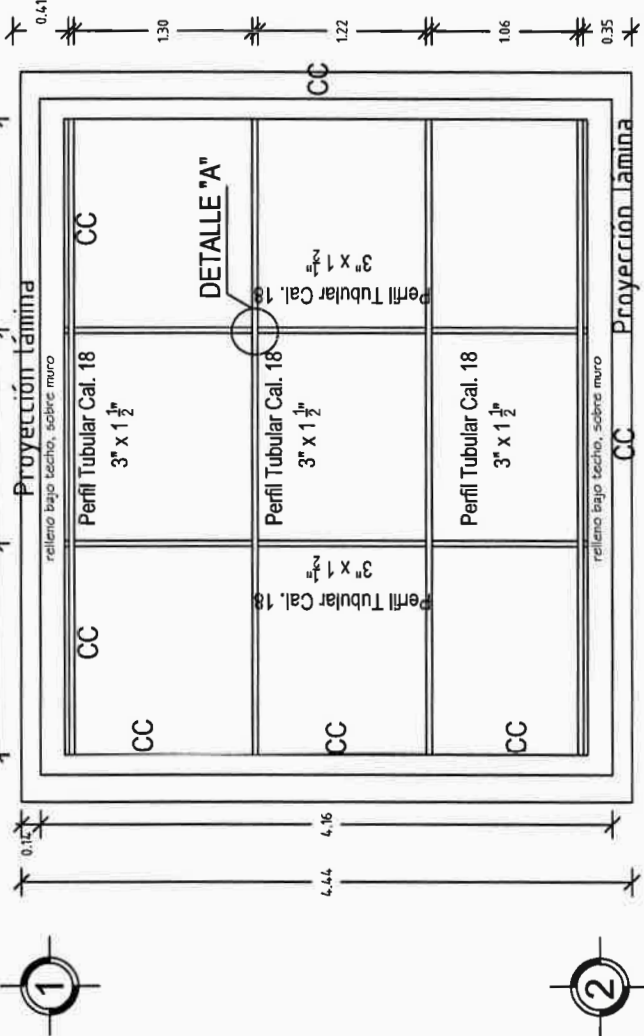 0.41
1.30
1.22
1.06
0.35
CC
Proyección lámina
relleno bajo techo, sobre muro
CC
DETALLE "A"
Perfil Tubular Cal. 18
3" x 1 1/2"
Perfil Tubular Cal. 18
3" x 1 1/2"
Perfil Tubular Cal. 18
3" x 1 1/2"
Perfil Tubular Cal. 18
3" x 1 1/2"
Perfil Tubular Cal. 18
3" x 1 1/2"
CC
CC
CC
CC
relleno bajo techo, sobre muro
CC
Proyección lámina
0.14
4.16
4.44
1
2